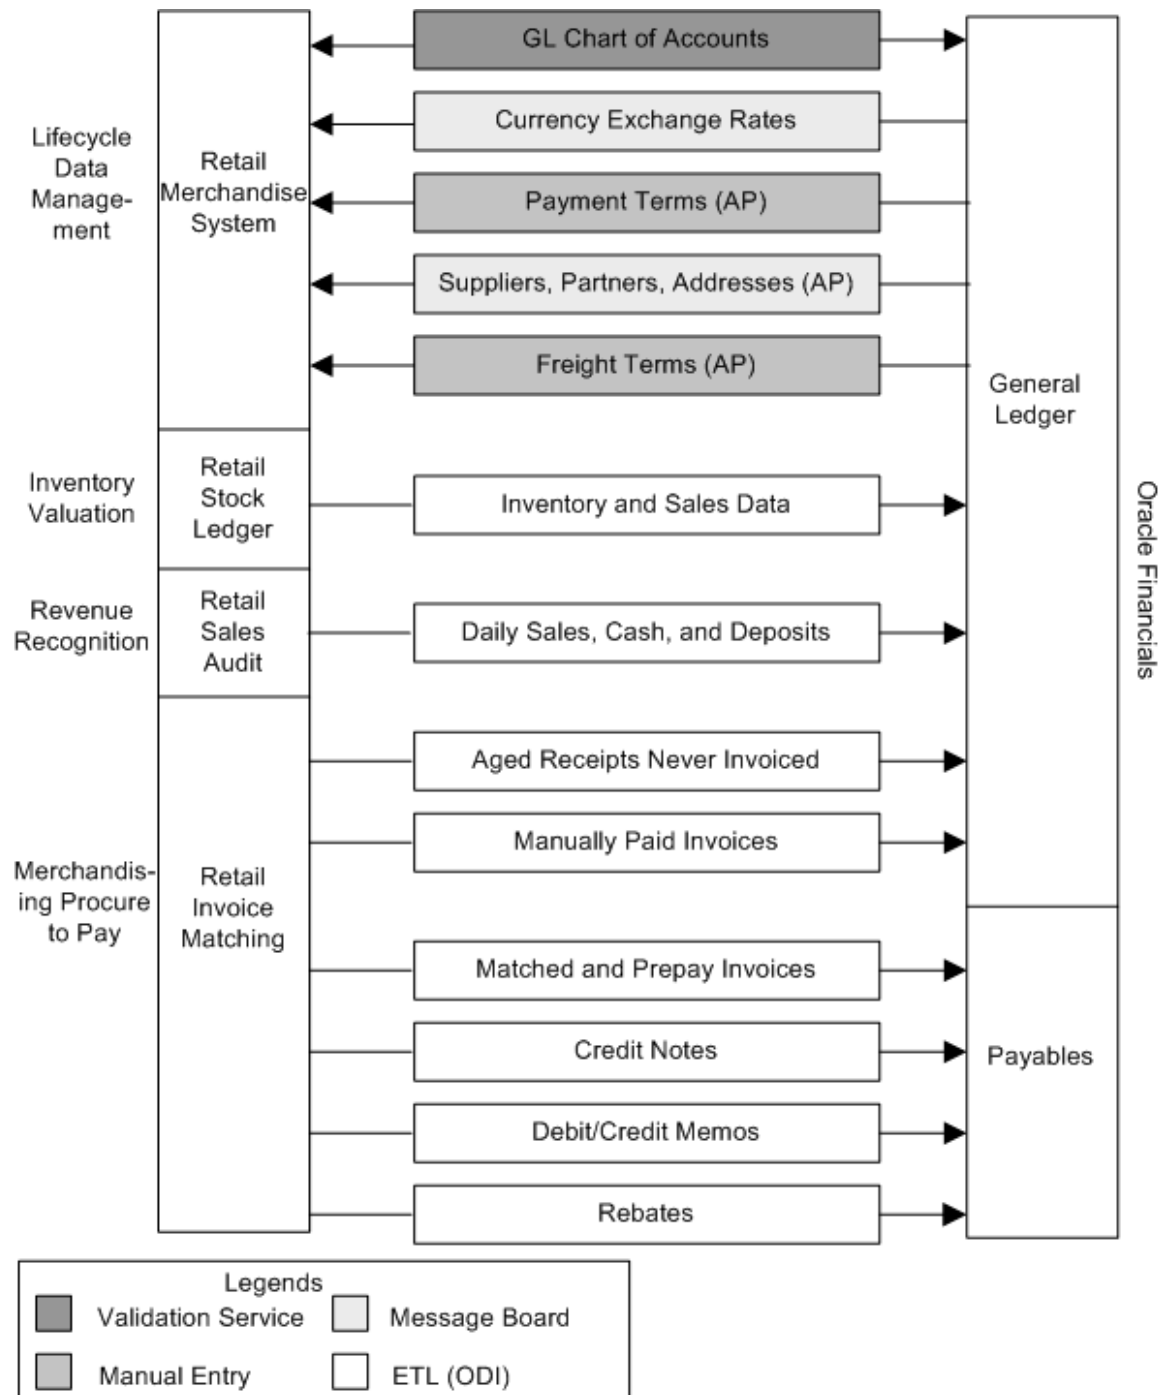 GL Chart of Accounts
Currency Exchange Rates
Lifecycle
Data
Manage-
ment
Retail
Merchandise
System
Payment Terms (AP)
Suppliers, Partners, Addresses (AP)
Freight Terms (AP)
General
Ledger
Inventory
Valuation
Retail
Stock
Ledger
Inventory and Sales Data
Oracle Financials
Revenue
Recognition
Retail
Sales
Audit
Daily Sales, Cash, and Deposits
Aged Receipts Never Invoiced
Manually Paid Invoices
Merchandis-
ing Procure
to Pay
Retail
Invoice
Matching
Matched and Prepay Invoices
Credit Notes
Payables
Debit/Credit Memos
Rebates
Legends
Validation Service
Message Board
Manual Entry
ETL (ODI)